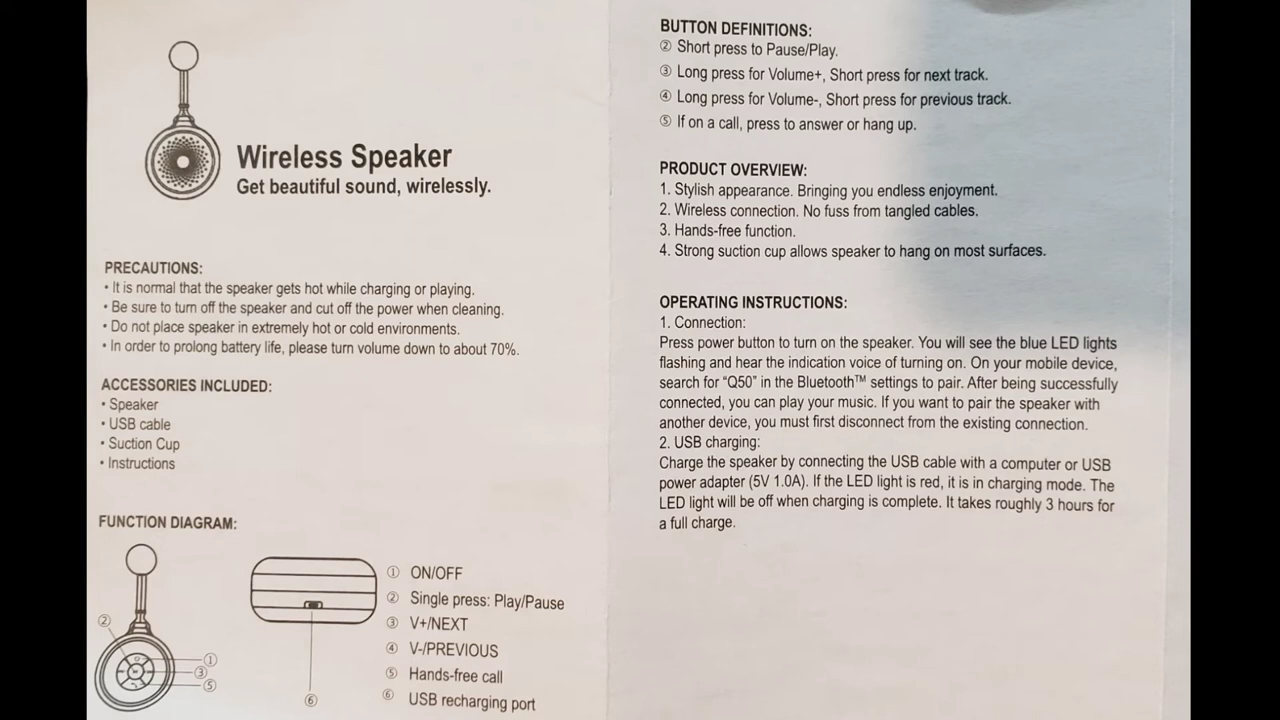 Wireless Speaker
Get beautiful sound, wirelessly.
PRECAUTIONS:
• It is normal that the speaker gets hot while charging or playing.
• Be sure to turn off the speaker and cut off the power when cleaning.
• Do not place speaker in extremely hot or cold environments.
• In order to prolong battery life, please turn volume down to about 70%.
ACCESSORIES INCLUDED:
• Speaker
• USB cable
• Suction Cup
• Instructions
FUNCTION DIAGRAM:
②
①
③
⑤
⑥
① ON/OFF
② Single press: Play/Pause
③ V+/NEXT
④ V-/PREVIOUS
⑤ Hands-free call
⑥ USB recharging port
BUTTON DEFINITIONS:
② Short press to Pause/Play.
③ Long press for Volume+, Short press for next track.
④ Long press for Volume-, Short press for previous track.
⑤ If on a call, press to answer or hang up.
PRODUCT OVERVIEW:
1. Stylish appearance. Bringing you endless enjoyment.
2. Wireless connection. No fuss from tangled cables.
3. Hands-free function.
4. Strong suction cup allows speaker to hang on most surfaces.
OPERATING INSTRUCTIONS:
1. Connection:
Press power button to turn on the speaker. You will see the blue LED lights
flashing and hear the indication voice of turning on. On your mobile device,
search for “Q50” in the Bluetooth™ settings to pair. After being successfully
connected, you can play your music. If you want to pair the speaker with
another device, you must first disconnect from the existing connection.
2. USB charging:
Charge the speaker by connecting the USB cable with a computer or USB
power adapter (5V 1.0A). If the LED light is red, it is in charging mode. The
LED light will be off when charging is complete. It takes roughly 3 hours for
a full charge.